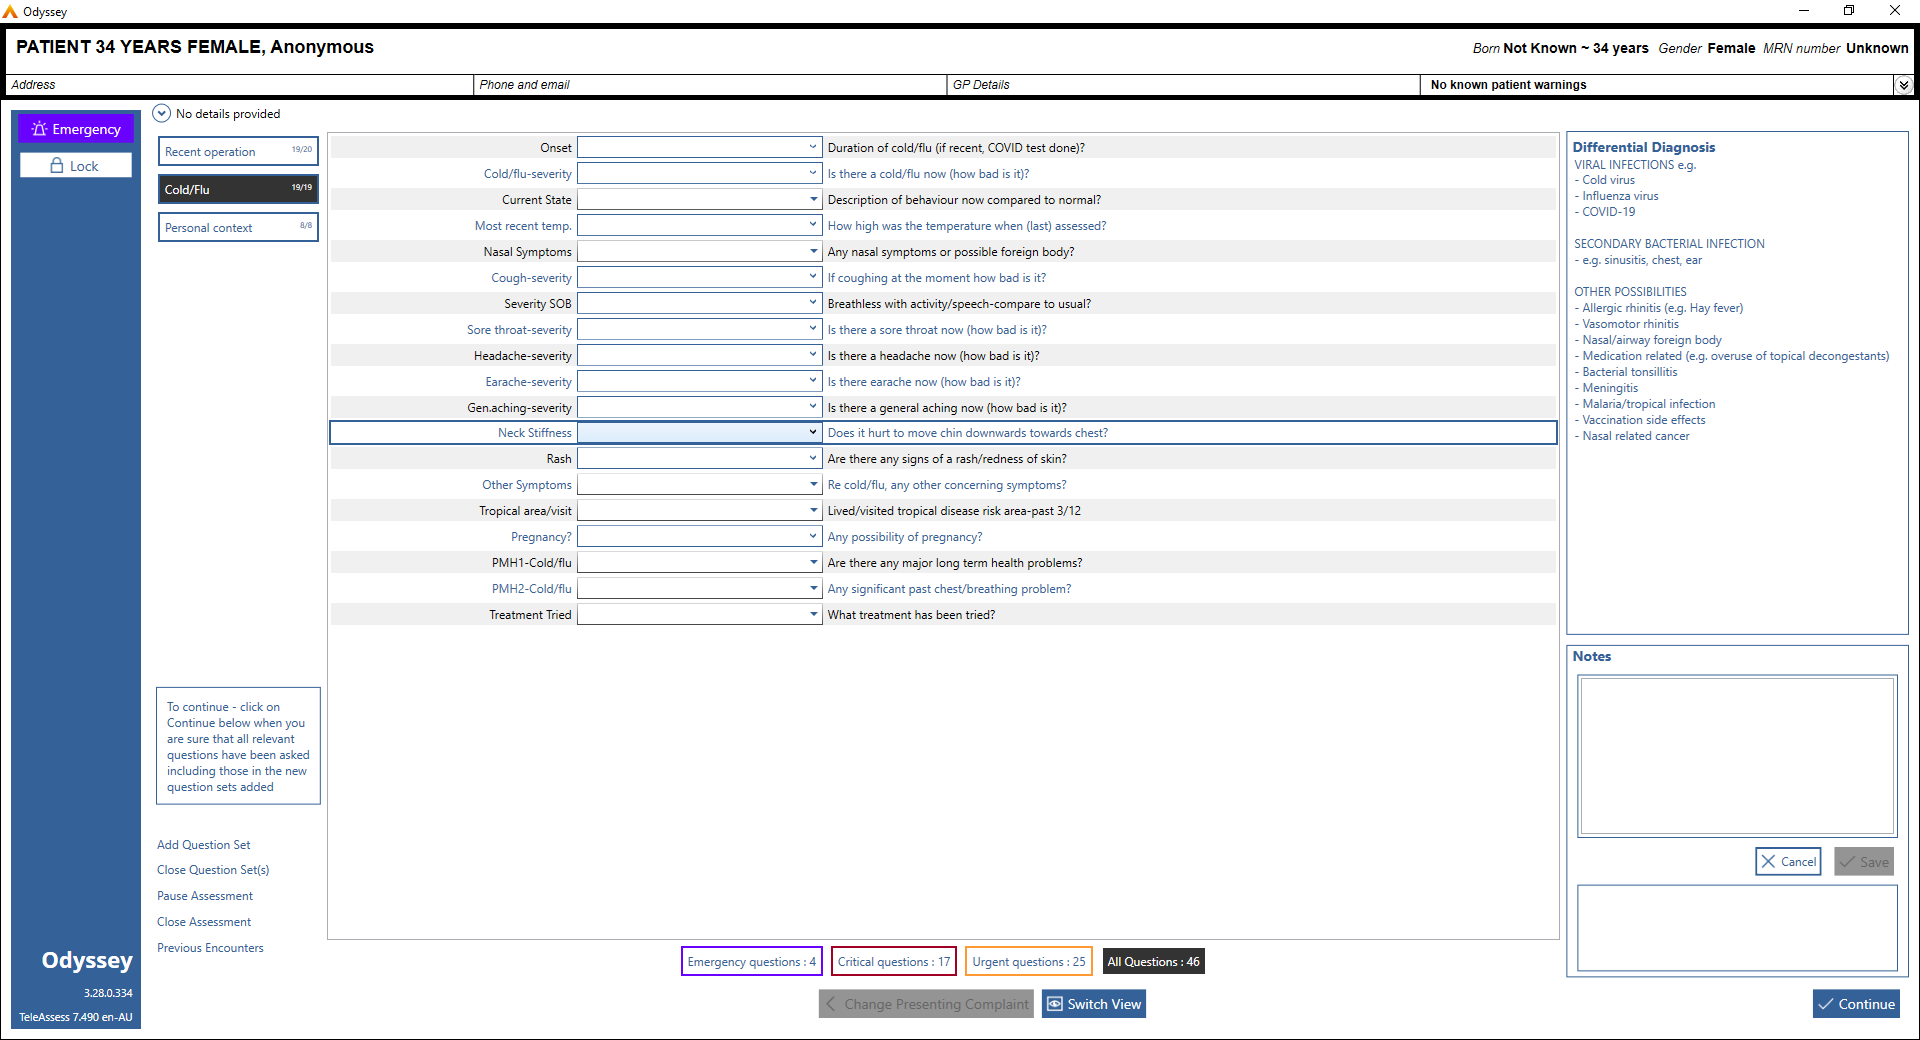 Odyssey
PATIENT 34 YEARS FEMALE, Anonymous
Born Not Known ~ 34 years Gender Female MRN number Unknown
Address
Phone and email
GP Details
No known patient warnings
Emergency
Lock
No details provided
Recent operation 19/20
Cold/Flu 19/19
Personal context 8/8
Onset Duration of cold/flu (if recent, COVID test done)?
Cold/flu-severity Is there a cold/flu now (how bad is it)?
Current State Description of behaviour now compared to normal?
Most recent temp. How high was the temperature when (last) assessed?
Nasal Symptoms Any nasal symptoms or possible foreign body?
Cough-severity If coughing at the moment how bad is it?
Severity SOB Breathless with activity/speech-compare to usual?
Sore throat-severity Is there a sore throat now (how bad is it)?
Headache-severity Is there a headache now (how bad is it)?
Earache-severity Is there earache now (how bad is it)?
Gen.aching-severity Is there a general aching now (how bad is it)?
Neck Stiffness Does it hurt to move chin downwards towards chest?
Rash Are there any signs of a rash/redness of skin?
Other Symptoms Re cold/flu, any other concerning symptoms?
Tropical area/visit Lived/visited tropical disease risk area-past 3/12
Pregnancy? Any possibility of pregnancy?
PMH1-Cold/flu Are there any major long term health problems?
PMH2-Cold/flu Any significant past chest/breathing problem?
Treatment Tried What treatment has been tried?
Differential Diagnosis
VIRAL INFECTIONS e.g.
- Cold virus
- Influenza virus
- COVID-19
SECONDARY BACTERIAL INFECTION
- e.g. sinusitis, chest, ear
OTHER POSSIBILITIES
- Allergic rhinitis (e.g. Hay fever)
- Vasomotor rhinitis
- Nasal/airway foreign body
- Medication related (e.g. overuse of topical decongestants)
- Bacterial tonsillitis
- Meningitis
- Malaria/tropical infection
- Vaccination side effects
- Nasal related cancer
Notes
Cancel
Save
To continue - click on
Continue below when you
are sure that all relevant
questions have been asked
including those in the new
question sets added
Add Question Set
Close Question Set(s)
Pause Assessment
Close Assessment
Previous Encounters
Odyssey
3.28.0.334
TeleAssess 7.490 en-AU
Emergency questions : 4
Critical questions : 17
Urgent questions : 25
All Questions : 46
Change Presenting Complaint
Switch View
Continue